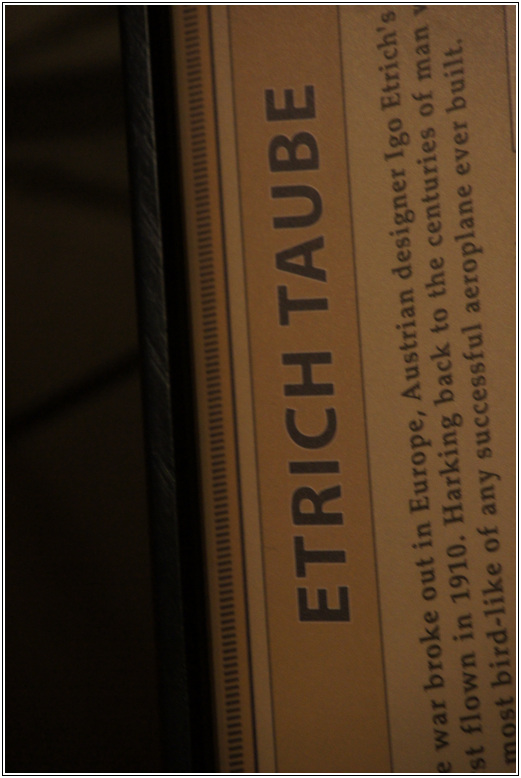 ETRICH TAUBE
war broke out in Europe, Austrian designer Igo Etrich's
flown in 1910. Harking back to the centuries of man
most bird-like of any successful aeroplane ever built.